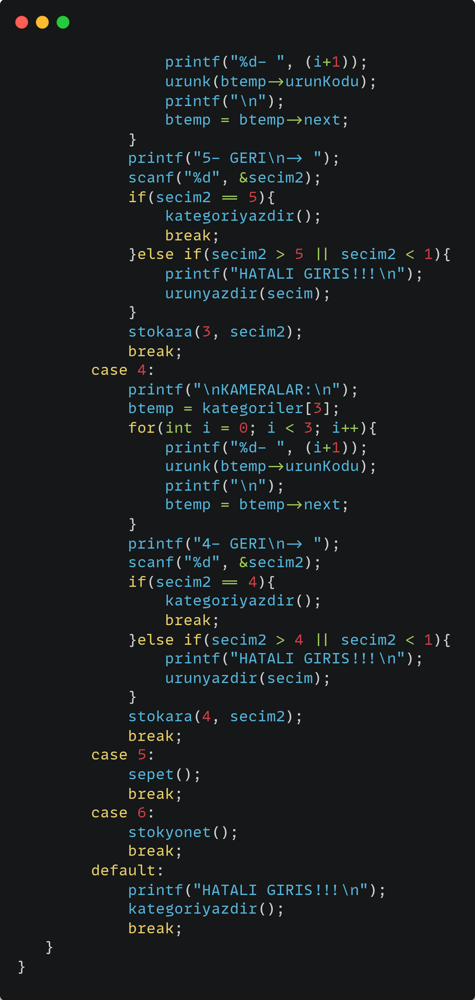 printf("%d- ", (i+1));
urunk(btemp->urunKodu);
printf("\n");
btemp = btemp->next;
}
printf("5- GERI\n-> ");
scanf("%d", &secim2);
if(secim2 == 5){
kategoriyazdir();
break;
}else if(secim2 > 5 || secim2 < 1){
printf("HATALI GIRIS!!!\n");
urunyazdir(secim);
}
stokara(3, secim2);
break;
case 4:
printf("\nKAMERALAR:\n");
btemp = kategoriler[3];
for(int i = 0; i < 3; i++){
printf("%d- ", (i+1));
urunk(btemp->urunKodu);
printf("\n");
btemp = btemp->next;
}
printf("4- GERI\n-> ");
scanf("%d", &secim2);
if(secim2 == 4){
kategoriyazdir();
break;
}else if(secim2 > 4 || secim2 < 1){
printf("HATALI GIRIS!!!\n");
urunyazdir(secim);
}
stokara(4, secim2);
break;
case 5:
sepet();
break;
case 6:
stokyonet();
break;
default:
printf("HATALI GIRIS!!!\n");
kategoriyazdir();
break;
}
}